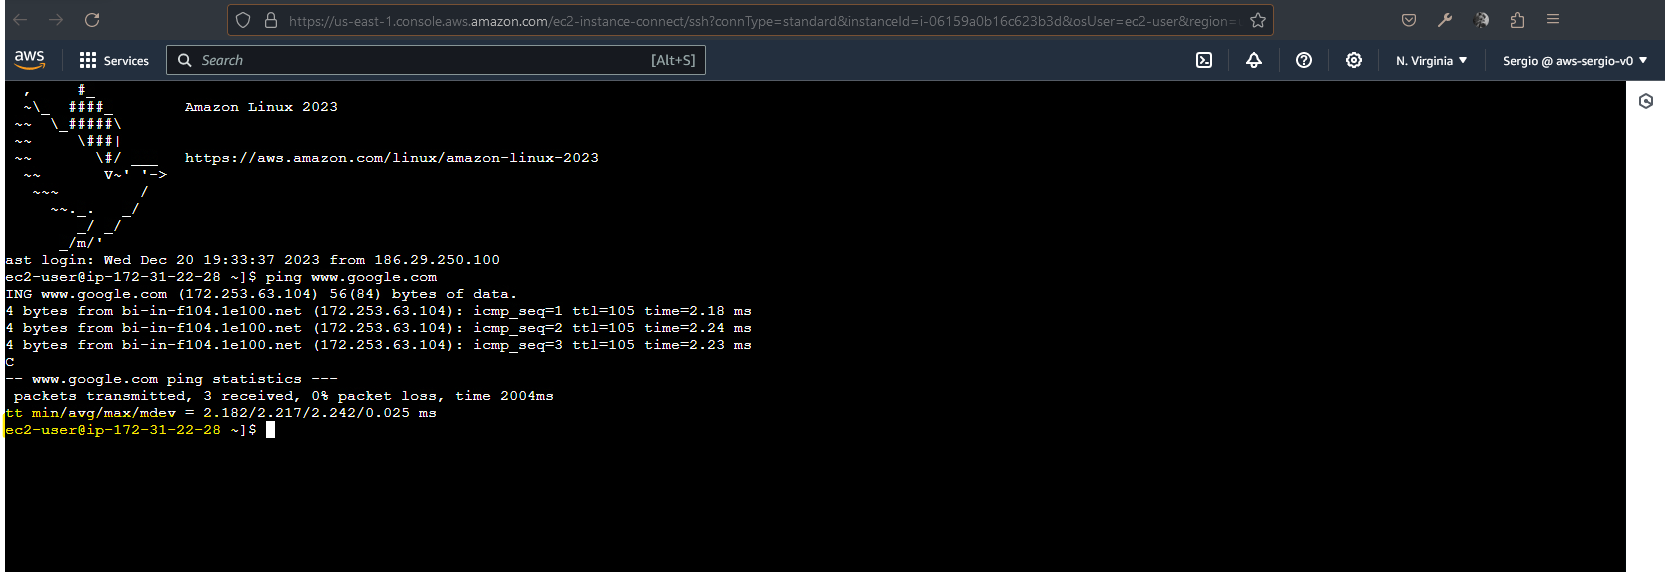 https://us-east-1.console.aws.amazon.com/ec2-instance-connect/ssh?connType=standard&instanceId=i-06159a0b16c623b3d&osUser=ec2-user&region=
aws Services Search [Alt+S] N. Virginia Sergio @ aws-sergio-v0
   ,     #_
  ~\_  ####_        Amazon Linux 2023
 ~~  \_#####\
 ~~     \###|
 ~~       \#/ ___   https://aws.amazon.com/linux/amazon-linux-2023
  ~~       V~' '->
   ~~~         /
     ~~._.   _/
        _/ _/
      _/m/'
ast login: Wed Dec 20 19:33:37 2023 from 186.29.250.100
ec2-user@ip-172-31-22-28 ~]$ ping www.google.com
ING www.google.com (172.253.63.104) 56(84) bytes of data.
4 bytes from bi-in-f104.1e100.net (172.253.63.104): icmp_seq=1 ttl=105 time=2.18 ms
4 bytes from bi-in-f104.1e100.net (172.253.63.104): icmp_seq=2 ttl=105 time=2.24 ms
4 bytes from bi-in-f104.1e100.net (172.253.63.104): icmp_seq=3 ttl=105 time=2.23 ms
C
-- www.google.com ping statistics ---
 packets transmitted, 3 received, 0% packet loss, time 2004ms
tt min/avg/max/mdev = 2.182/2.217/2.242/0.025 ms
ec2-user@ip-172-31-22-28 ~]$